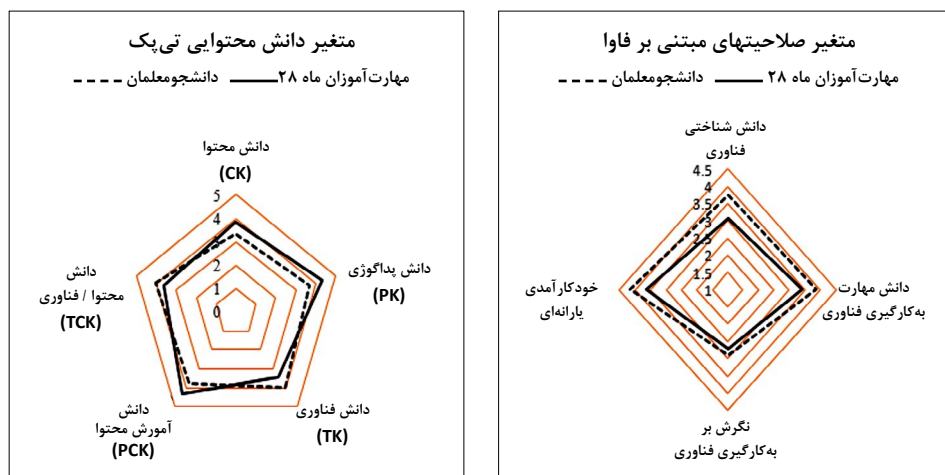 متغیر دانش محتوایی تی‌پک
مهارت‌آموزان ماه ۲۸ دانشجومعلمان
دانش محتوا
(CK)
5
4
2
1
0
دانش پداگوژی
(PK)
دانش فناوری
(TK)
دانش
آمورش محتوا
(PCK)
دانش
محتوا / فناوری
(TCK)
متغیر صلاحیتهای مبتنی بر فاوا
مهارت‌آموزان ماه ۲۸ دانشجومعلمان
دانش شناختی
فناوری
4.5
4
3.5
3
2.5
2
1.5
1
دانش مهارت
به‌کارگیری فناوری
نگرش بر
به‌کارگیری فناوری
خودکارآمدی
یارانه‌ای